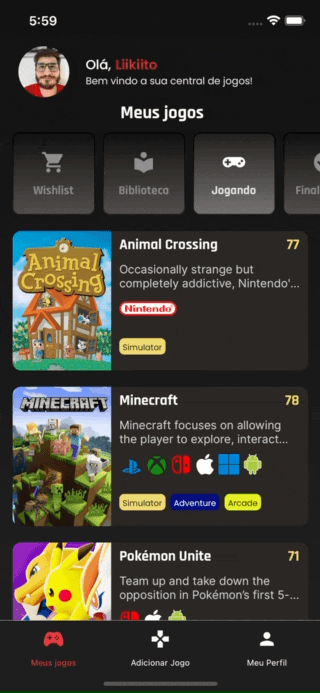 5:59
Olá, Liikiito
Bem vindo a sua central de jogos!
Meus jogos
Wishlist
Biblioteca
Jogando
Final
Animal Crossing 77
Occasionally strange but
completely addictive, Nintendo'...
Nintendo
Simulator
ANIMAL
CROSSING
Minecraft 78
Minecraft focuses on allowing
the player to explore, interact...
Simulator
Adventure
Arcade
MINECRAFT
Pokémon Unite 71
Team up and take down the
opposition in Pokémon's first 5-...
Meus jogos
Adicionar Jogo
Meu Perfil